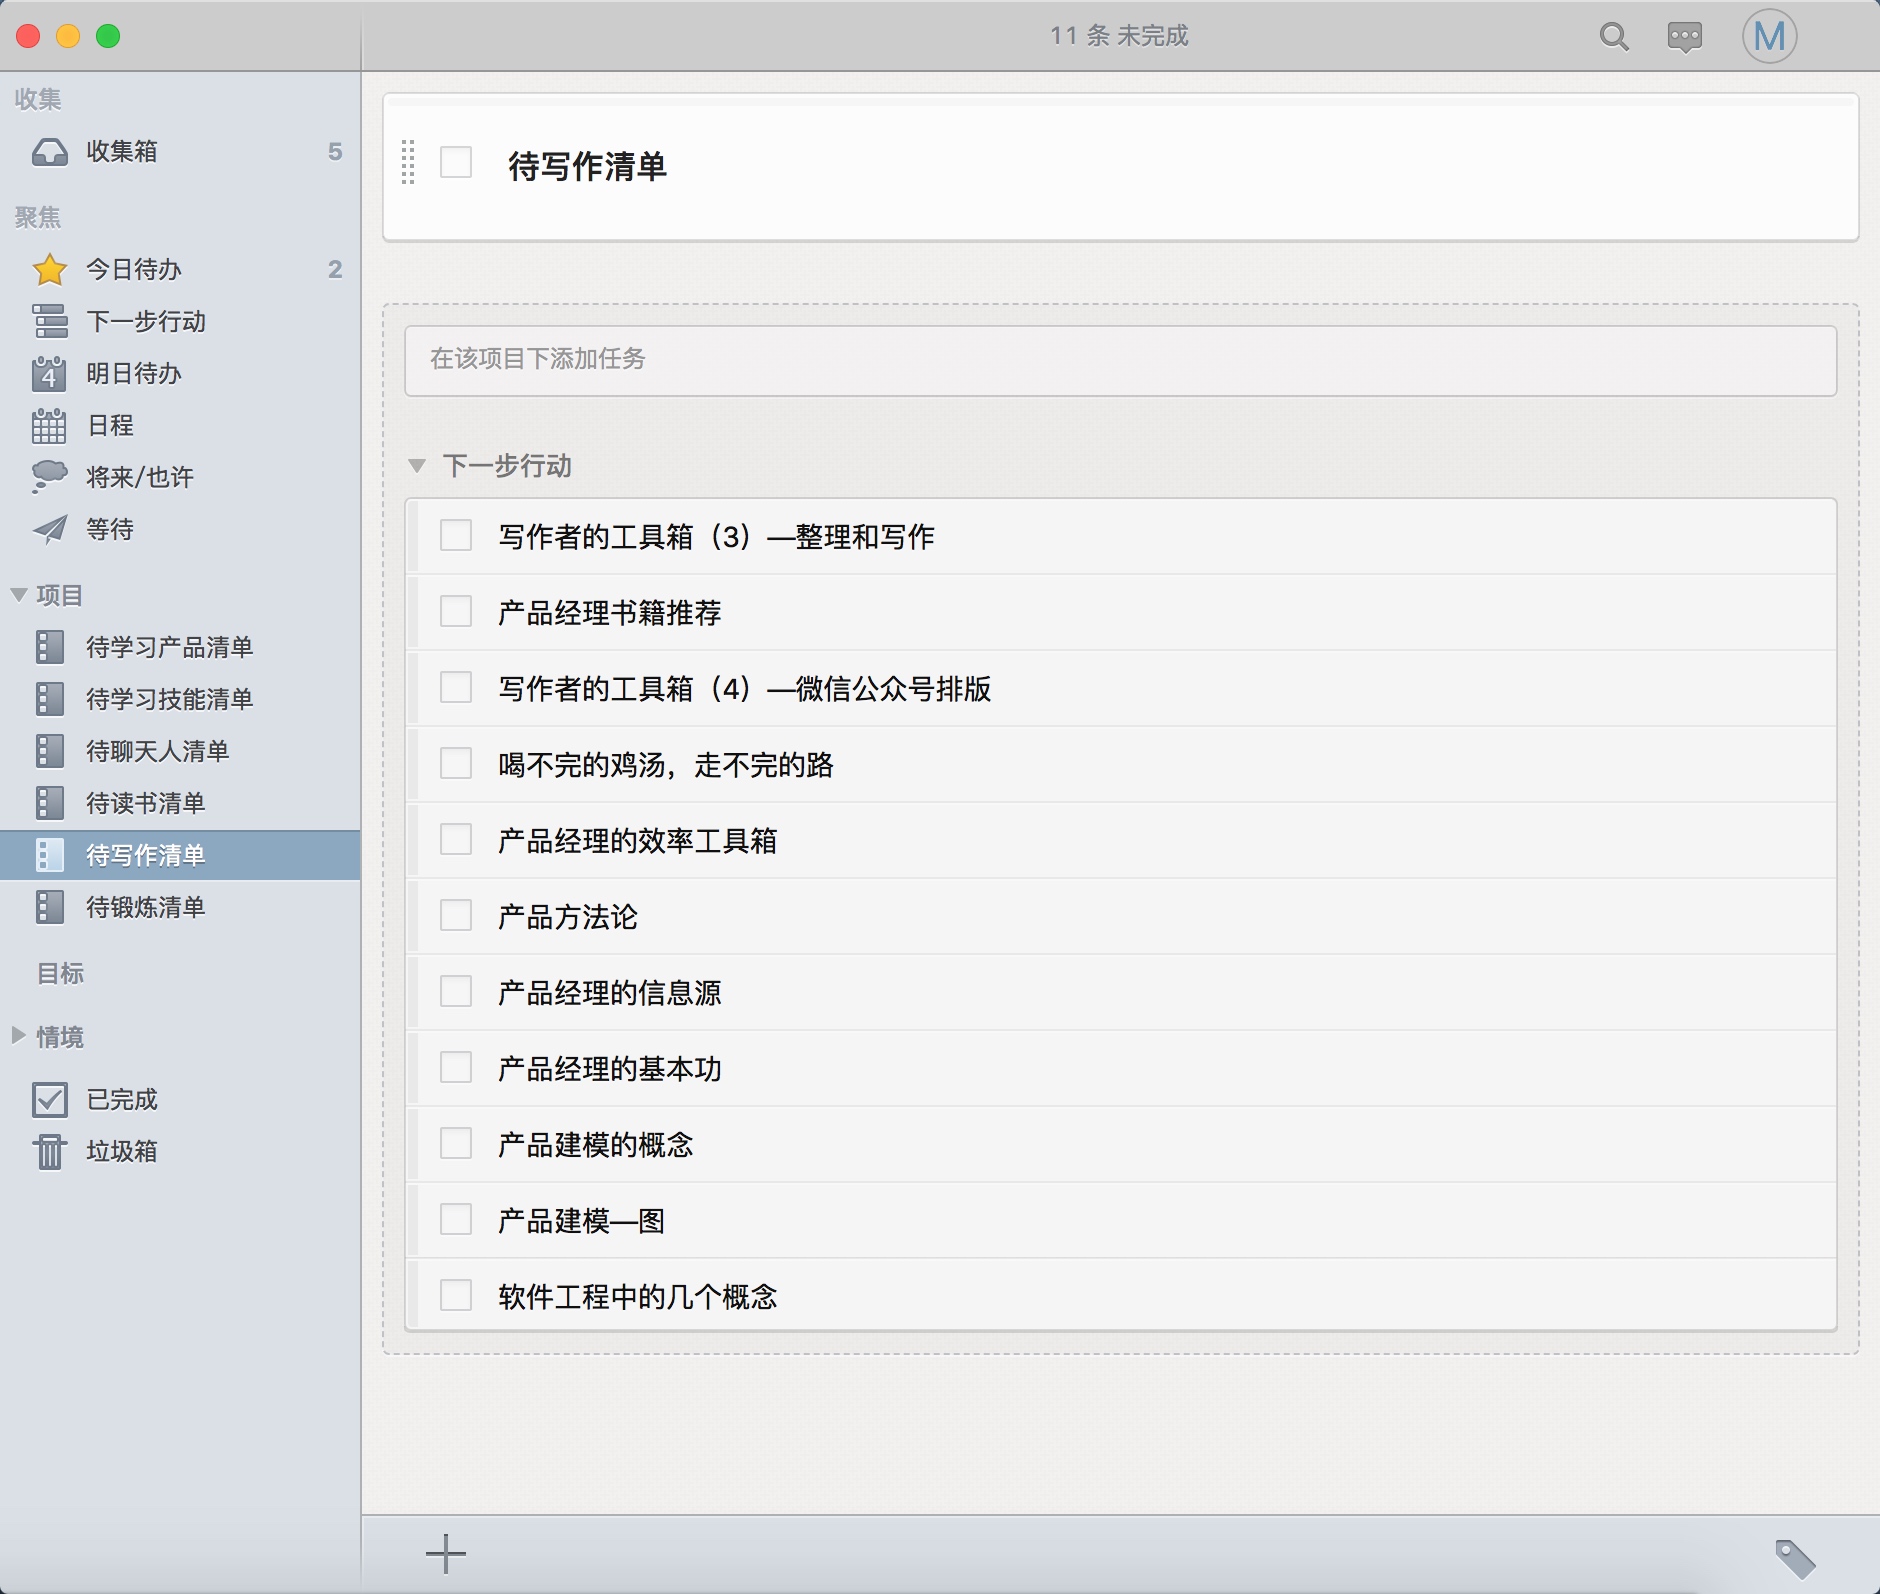 11 条 未完成
M
收集
收集箱 5
聚焦
今日待办 2
下一步行动
4 明日待办
日程
将来/也许
等待
项目
待学习产品清单
待学习技能清单
待聊天人清单
待读书清单
待写作清单
待锻炼清单
目标
情境
已完成
垃圾箱
待写作清单
在该项目下添加任务
下一步行动
写作者的工具箱（3）—整理和写作
产品经理书籍推荐
写作者的工具箱（4）—微信公众号排版
喝不完的鸡汤，走不完的路
产品经理的效率工具箱
产品方法论
产品经理的信息源
产品经理的基本功
产品建模的概念
产品建模—图
软件工程中的几个概念